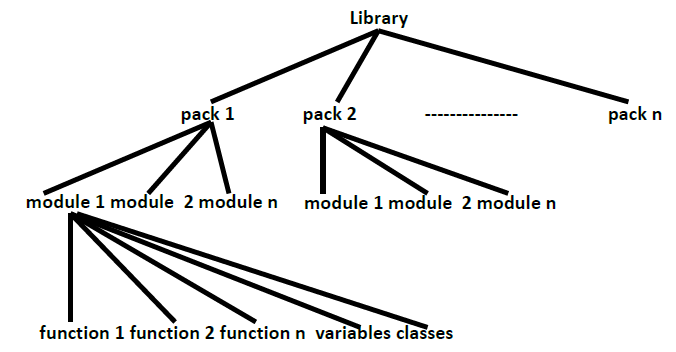 Library
pack 1 pack 2 --------------- pack n
module 1 module 2 module n module 1 module 2 module n
function 1 function 2 function n variables classes